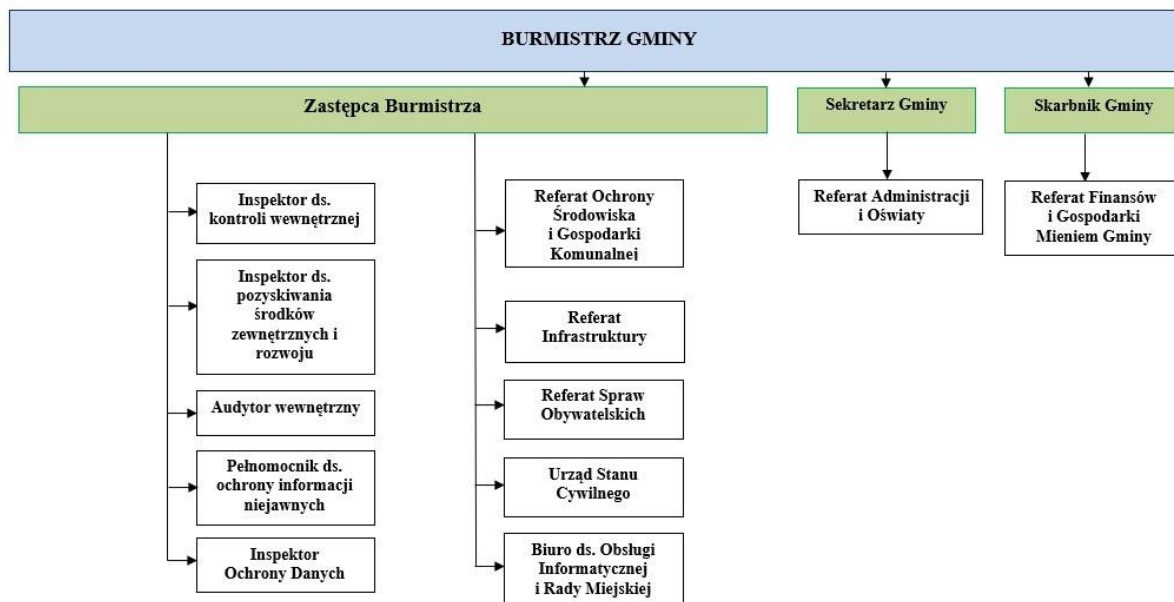 BURMISTRZ GMINY
Zastępca Burmistrza
Sekretarz Gminy
Skarbnik Gminy
Inspektor ds.
kontroli wewnętrznej
Inspektor ds.
pozyskiwania
środków
zewnętrznych i
rozwoju
Audytor wewnętrzny
Pełnomocnik ds.
ochrony informacji
niejawnych
Inspektor
Ochrony Danych
Referat Ochrony
Środowiska
i Gospodarki
Komunalnej
Referat
Infrastruktury
Referat Spraw
Obywatelskich
Urząd Stanu
Cywilnego
Biuro ds. Obsługi
Informatycznej
i Rady Miejskiej
Referat Administracji
i Oświaty
Referat Finansów
i Gospodarki
Mieniem Gminy